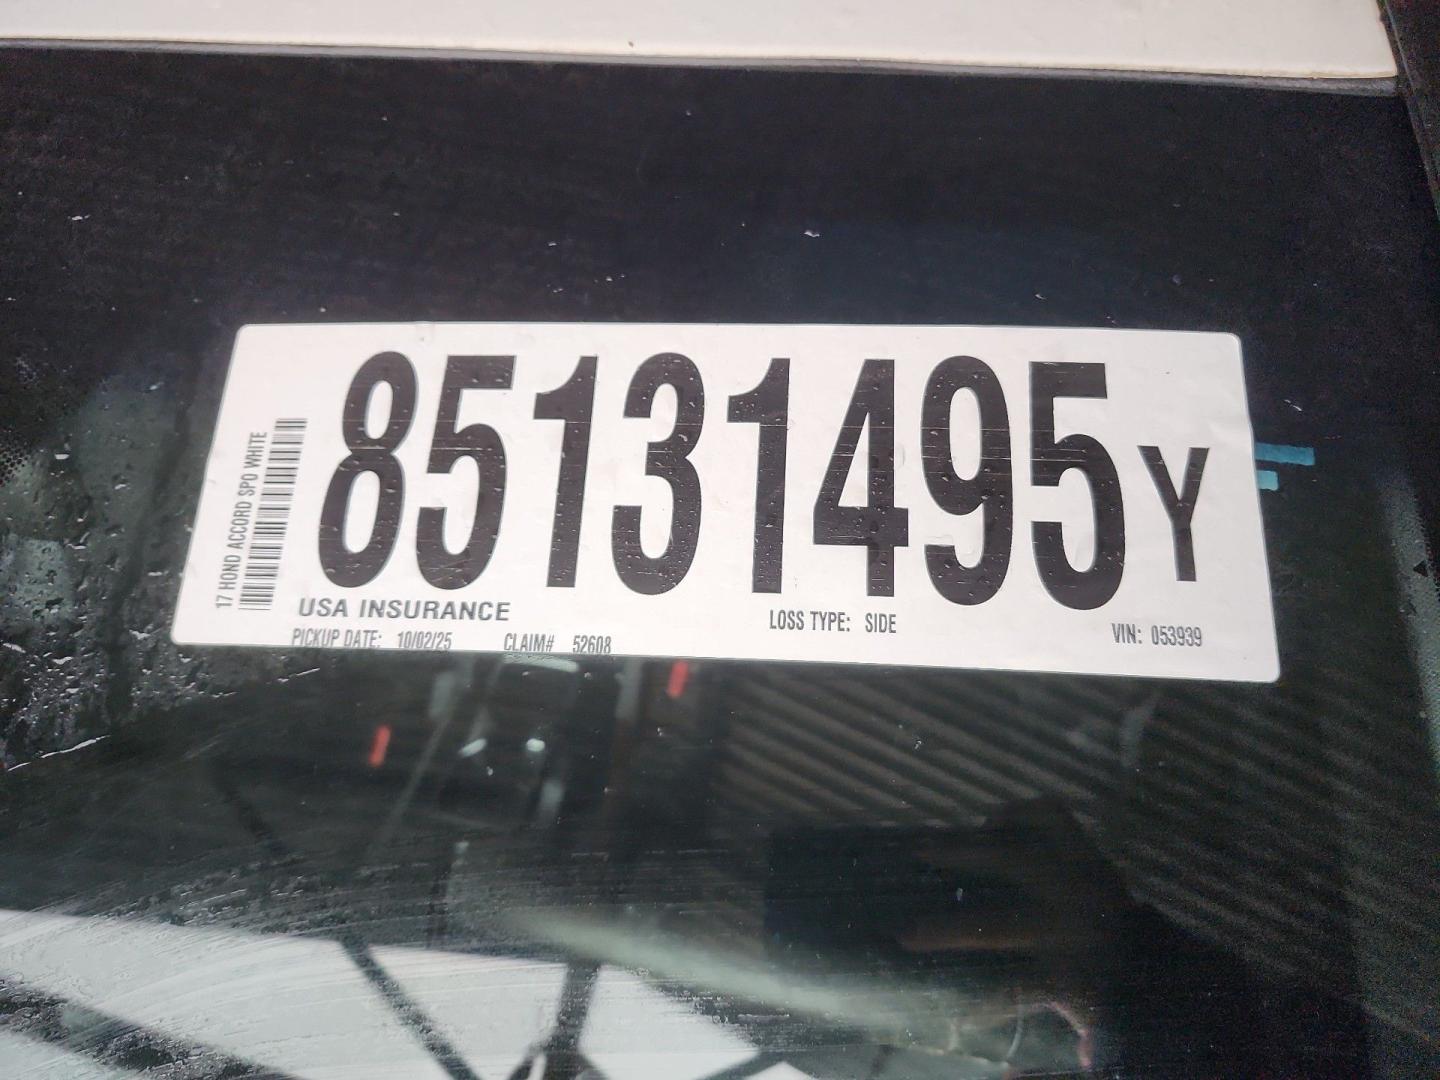 17 HOND ACCORD SPO WHITE
85131495Y
USA INSURANCE
PICKUP DATE: 10/02/25 CLAIM# 52608
LOSS TYPE: SIDE
VIN: 053939